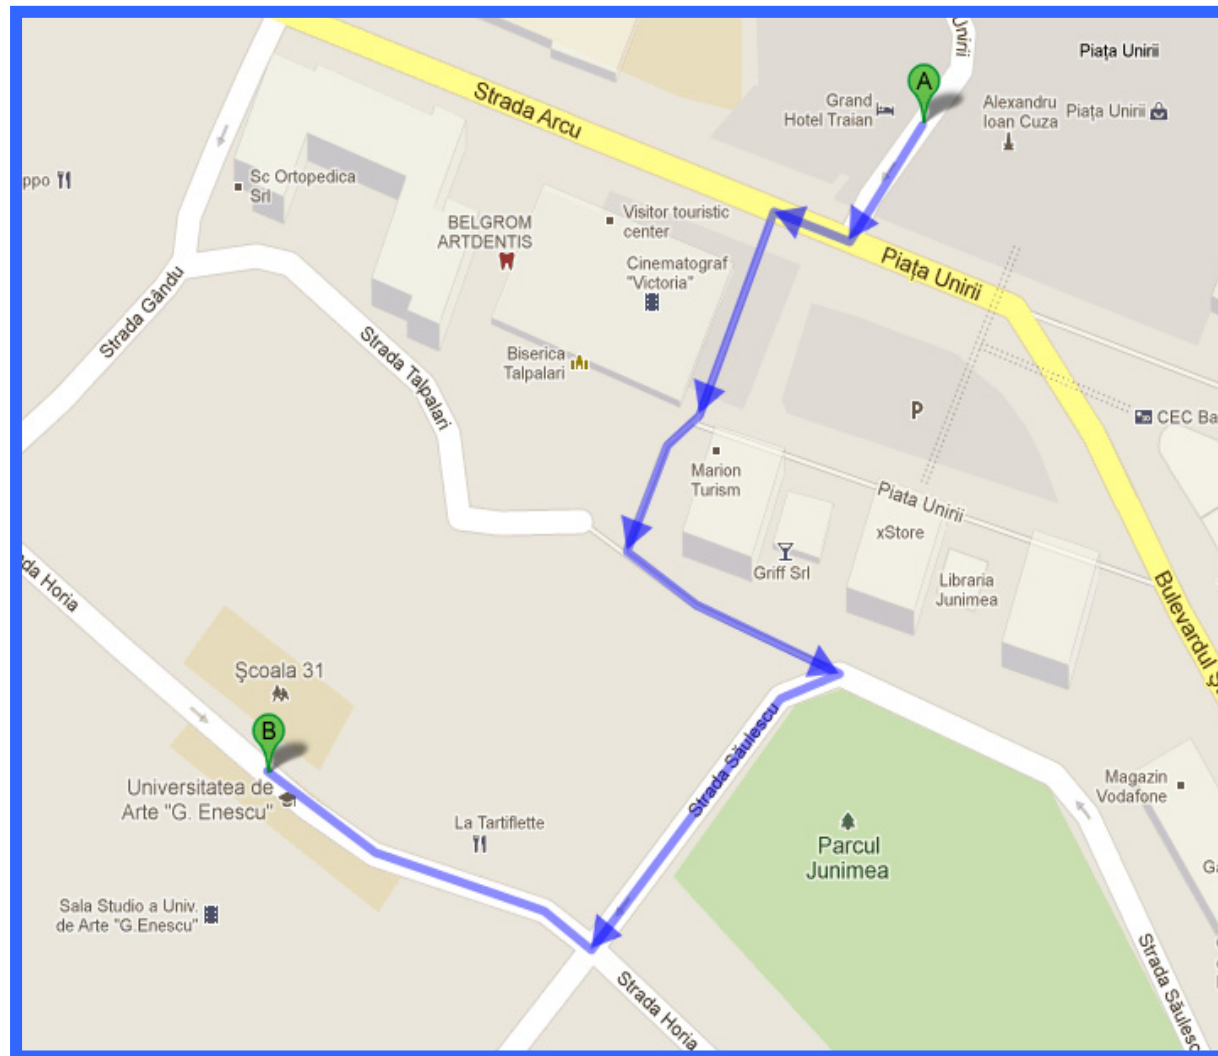 Unirii
Piața Unirii
A
Grand
Hotel Traian
Alexandru
Ioan Cuza
Piața Unirii
Strada Arcu
ppo
Sc Ortopedica
Srl
BELGROM
ARTDENTIS
Visitor touristic
center
Cinematograf
"Victoria"
Piața Unirii
Strada Gându
Strada Talpalari
Biserica
Talpalari
P
CEC Ba
Marion
Turism
Piata Unirii
xStore
Griff Srl
Libraria
Junimea
Bulevardul Ș
da Horia
Școala 31
B
Universitatea de
Arte "G. Enescu"
Strada Săulescu
La Tartiflette
Parcul
Junimea
Magazin
Vodafone
Ga
Sala Studio a Univ.
de Arte "G.Enescu"
Strada Horia
Strada Săulesc